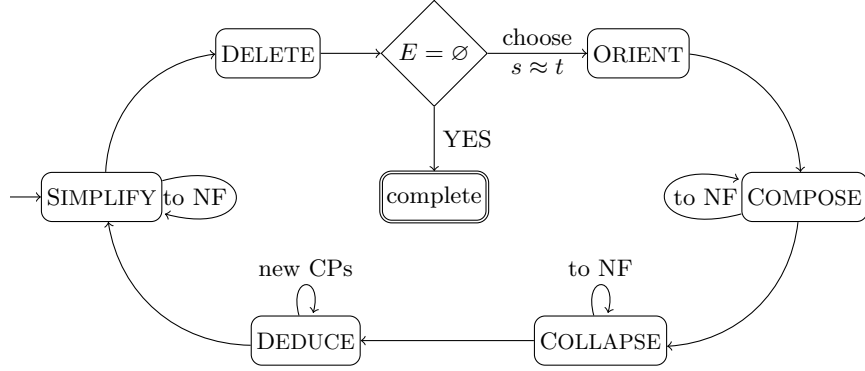 DELETE
E = ∅
choose
s ≈ t
ORIENT
YES
SIMPLIFY
to NF
complete
to NF
COMPOSE
new CPs
to NF
DEDUCE
COLLAPSE